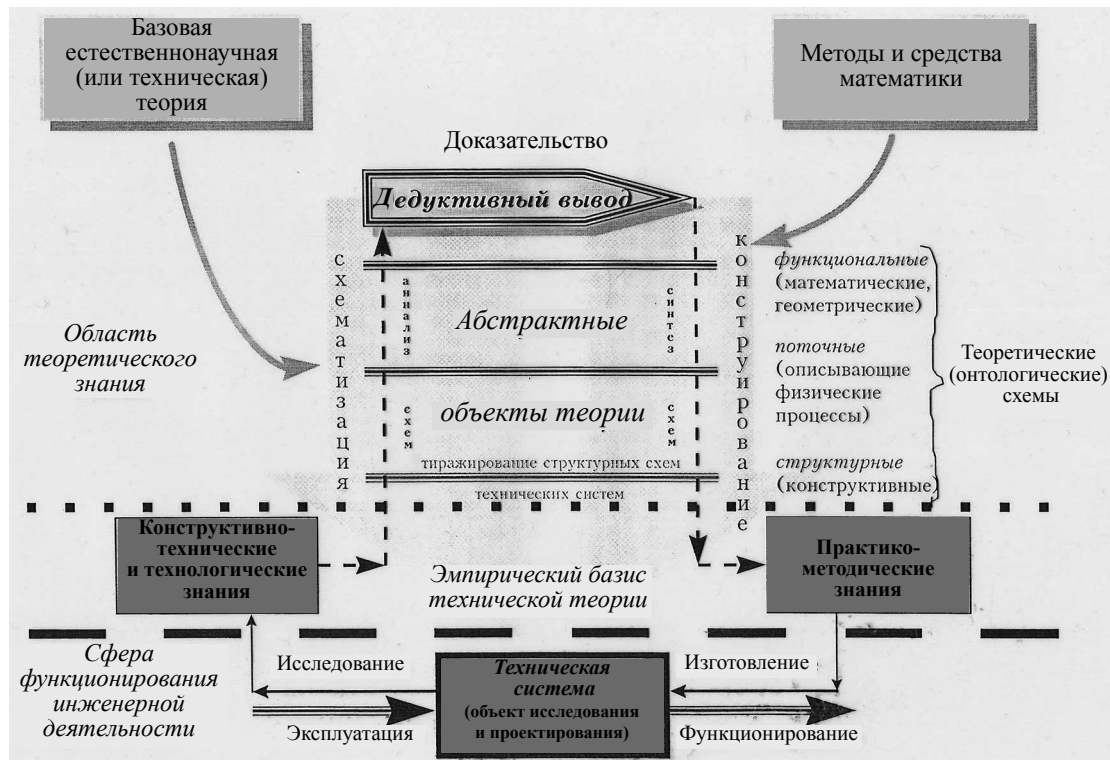 Базовая
естественнонаучная
(или техническая)
теория
Методы и средства
математики
Доказательство
Дедуктивный вывод
схематизация
анализ
схем
синтез
схем
конструирование
Абстрактные
объекты теории
тиражирование структурных схем
технических систем
Область
теоретического
знания
функциональные
(математические,
геометрические)
поточные
(описывающие
физические
процессы)
структурные
(конструктивные)
Теоретические
(онтологические)
схемы
Конструктивно-
технические
и технологические
знания
Эмпирический базис
технической теории
Практико-
методические
знания
Сфера
функционирования
инженерной
деятельности
Исследование
Эксплуатация
Техническая
система
(объект исследования
и проектирования)
Изготовление
Функционирование